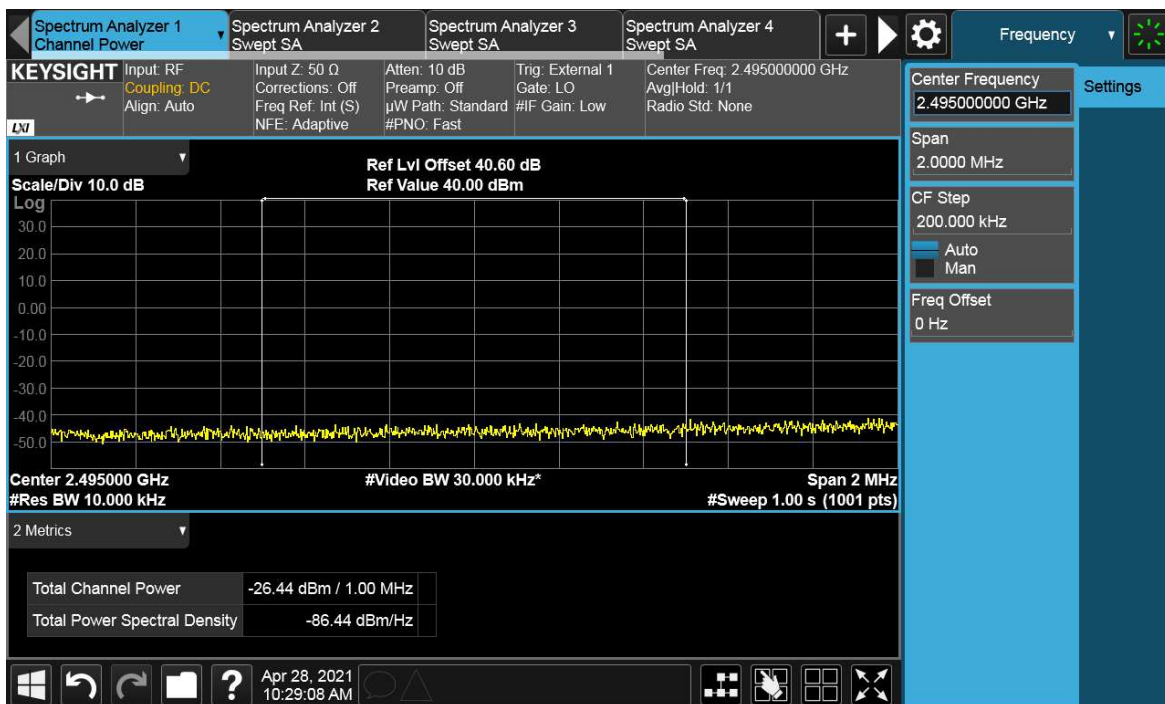 Spectrum Analyzer 1
Channel Power
Spectrum Analyzer 2
Swept SA
Spectrum Analyzer 3
Swept SA
Spectrum Analyzer 4
Swept SA
+
Frequency
KEYSIGHT
LXI
Input: RF
Coupling: DC
Align: Auto
Input Z: 50 Ω
Corrections: Off
Freq Ref: Int (S)
NFE: Adaptive
Atten: 10 dB
Preamp: Off
µW Path: Standard
#PNO: Fast
Trig: External 1
Gate: LO
#IF Gain: Low
Center Freq: 2.495000000 GHz
Avg|Hold: 1/1
Radio Std: None
Center Frequency
2.495000000 GHz
Settings
Span
2.0000 MHz
CF Step
200.000 kHz
Auto
Man
Freq Offset
0 Hz
1 Graph
Scale/Div 10.0 dB
Ref Lvl Offset 40.60 dB
Ref Value 40.00 dBm
Log
30.0
20.0
10.0
0.00
-10.0
-20.0
-30.0
-40.0
-50.0
Center 2.495000 GHz
#Video BW 30.000 kHz*
Span 2 MHz
#Res BW 10.000 kHz
#Sweep 1.00 s (1001 pts)
2 Metrics
Total Channel Power -26.44 dBm / 1.00 MHz
Total Power Spectral Density -86.44 dBm/Hz
?
Apr 28, 2021
10:29:08 AM